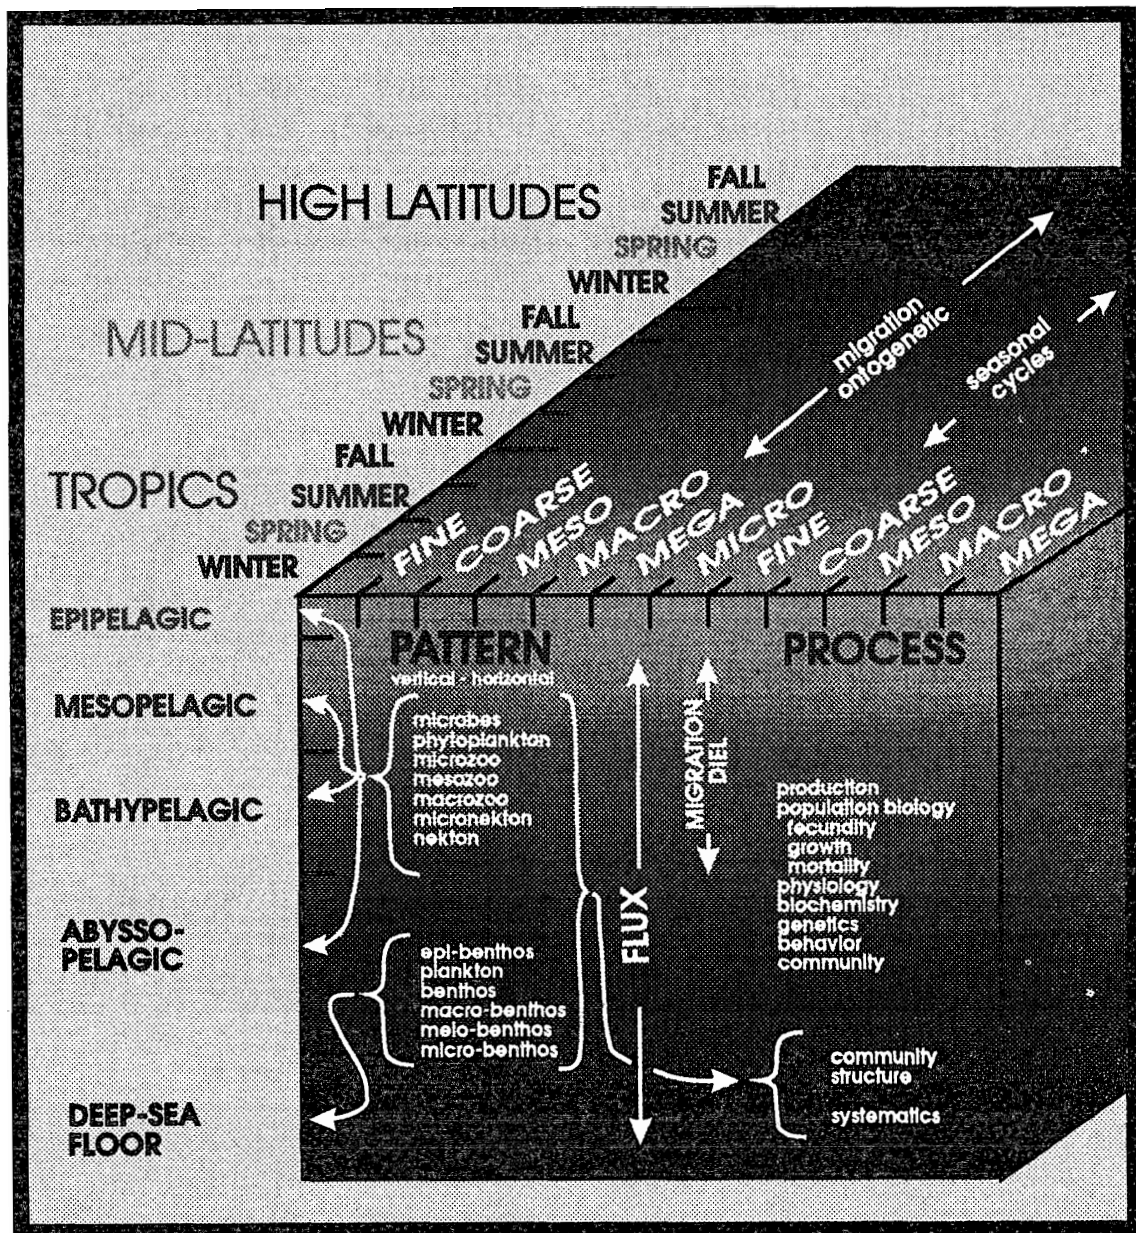 HIGH LATITUDES
FALL
SUMMER
SPRING
WINTER
MID-LATITUDES
FALL
SUMMER
SPRING
WINTER
TROPICS
FALL
SUMMER
SPRING
WINTER
migration
ontogenetic
seasonal
cycles
FINE
COARSE
MESO
MACRO
MEGA
MICRO
FINE
COARSE
MESO
MACRO
MEGA
EPIPELAGIC
MESOPELAGIC
BATHYPELAGIC
ABYSSO-
PELAGIC
DEEP-SEA
FLOOR
PATTERN
vertical - horizontal
microbes
phytoplankton
microzoo
mesozoo
macrozoo
micronekton
nekton
epi-benthos
plankton
benthos
macro-benthos
meio-benthos
micro-benthos
FLUX
MIGRATION
DIEL
PROCESS
production
population biology
fecundity
growth
mortality
physiology
biochemistry
genetics
behavior
community
community
structure
systematics